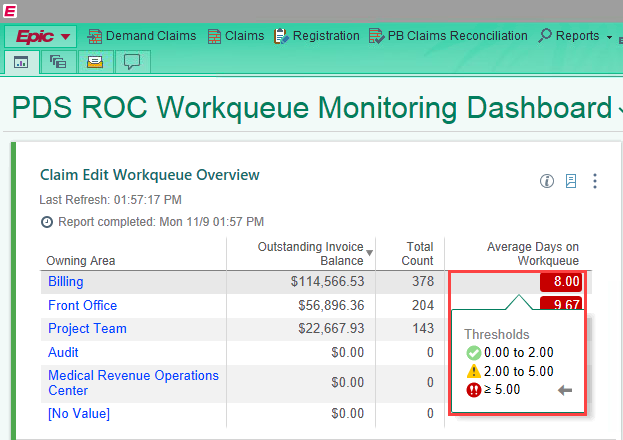 E
Epic Demand Claims Claims Registration PB Claims Reconciliation Reports
PDS ROC Workqueue Monitoring Dashboard
Claim Edit Workqueue Overview
Last Refresh: 01:57:17 PM
Report completed: Mon 11/9 01:57 PM
Owning Area Outstanding Invoice Balance Total Count Average Days on Workqueue
Billing $114,566.53 378 8.00
Front Office $56,896.36 204 9.67
Project Team $22,667.93 143
Audit $0.00 0
Medical Revenue Operations Center $0.00 0
[No Value] $0.00 0
Thresholds
0.00 to 2.00
2.00 to 5.00
≥ 5.00